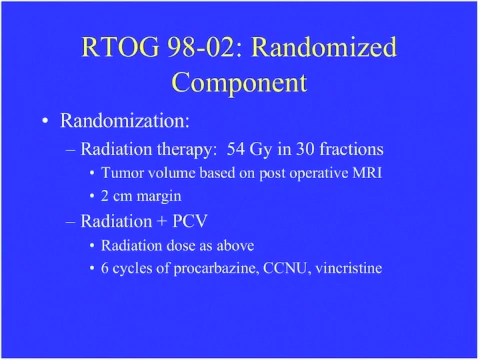 RTOG 98-02: Randomized
Component
• Randomization:
– Radiation therapy: 54 Gy in 30 fractions
• Tumor volume based on post operative MRI
• 2 cm margin
– Radiation + PCV
• Radiation dose as above
• 6 cycles of procarbazine, CCNU, vincristine